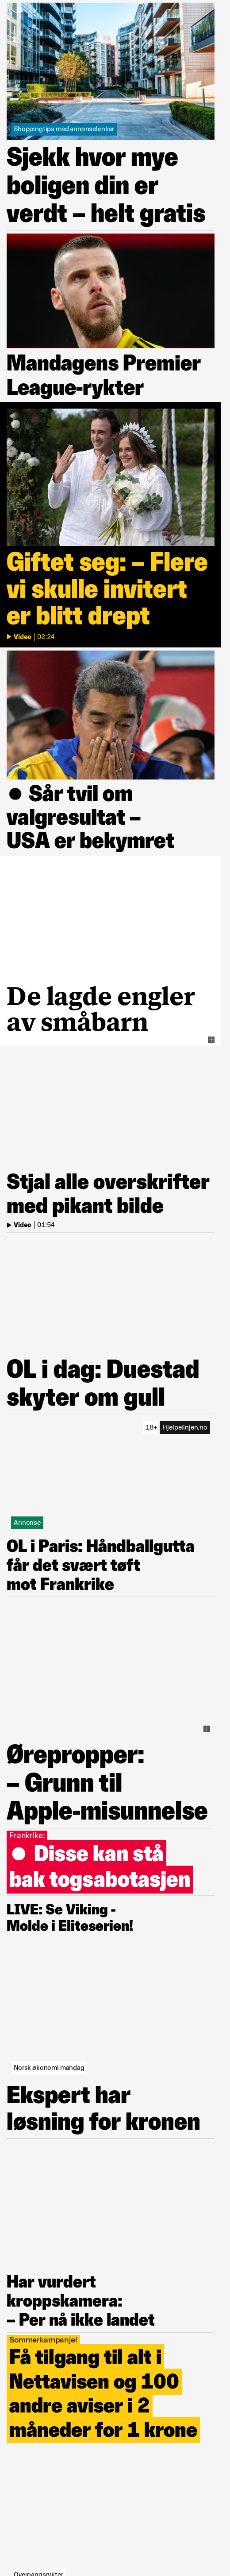 Shoppingtips med annonselenker
Sjekk hvor mye
boligen din er
verdt – helt gratis
Mandagens Premier
League-rykter
Giftet seg: – Flere
vi skulle invitert
er blitt drept
Video | 02:24
● Sår tvil om
valgresultat –
USA er bekymret
De lagde engler
av småbarn
Stjal alle overskrifter
med pikant bilde
Video | 01:54
OL i dag: Duestad
skyter om gull
18+ Hjelpelinjen.no
Annonse
OL i Paris: Håndballgutta
får det svært tøft
mot Frankrike
Ørepropper:
– Grunn til
Apple-misunnelse
Frankrike:
● Disse kan stå
bak togsabotasjen
LIVE: Se Viking -
Molde i Eliteserien!
Norsk økonomi mandag
Ekspert har
løsning for kronen
Har vurdert
kroppskamera:
– Per nå ikke landet
Sommerkampanje!
Få tilgang til alt i
Nettavisen og 100
andre aviser i 2
måneder for 1 krone
Overgangsrykter